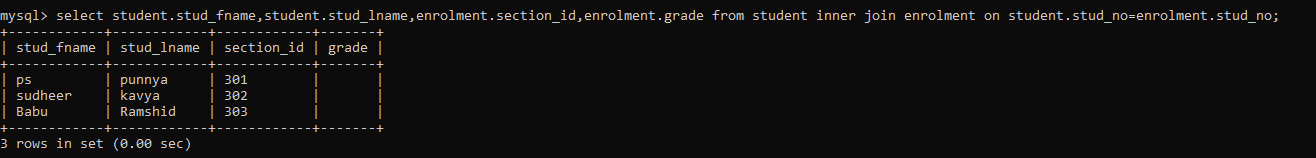 mysql> select student.stud_fname,student.stud_lname,enrolment.section_id,enrolment.grade from student inner join enrolment on student.stud_no=enrolment.stud_no;
+------------+------------+------------+-------+
| stud_fname | stud_lname | section_id | grade |
+------------+------------+------------+-------+
| ps         | punnya     | 301        |       |
| sudheer    | kavya      | 302        |       |
| Babu       | Ramshid    | 303        |       |
+------------+------------+------------+-------+
3 rows in set (0.00 sec)